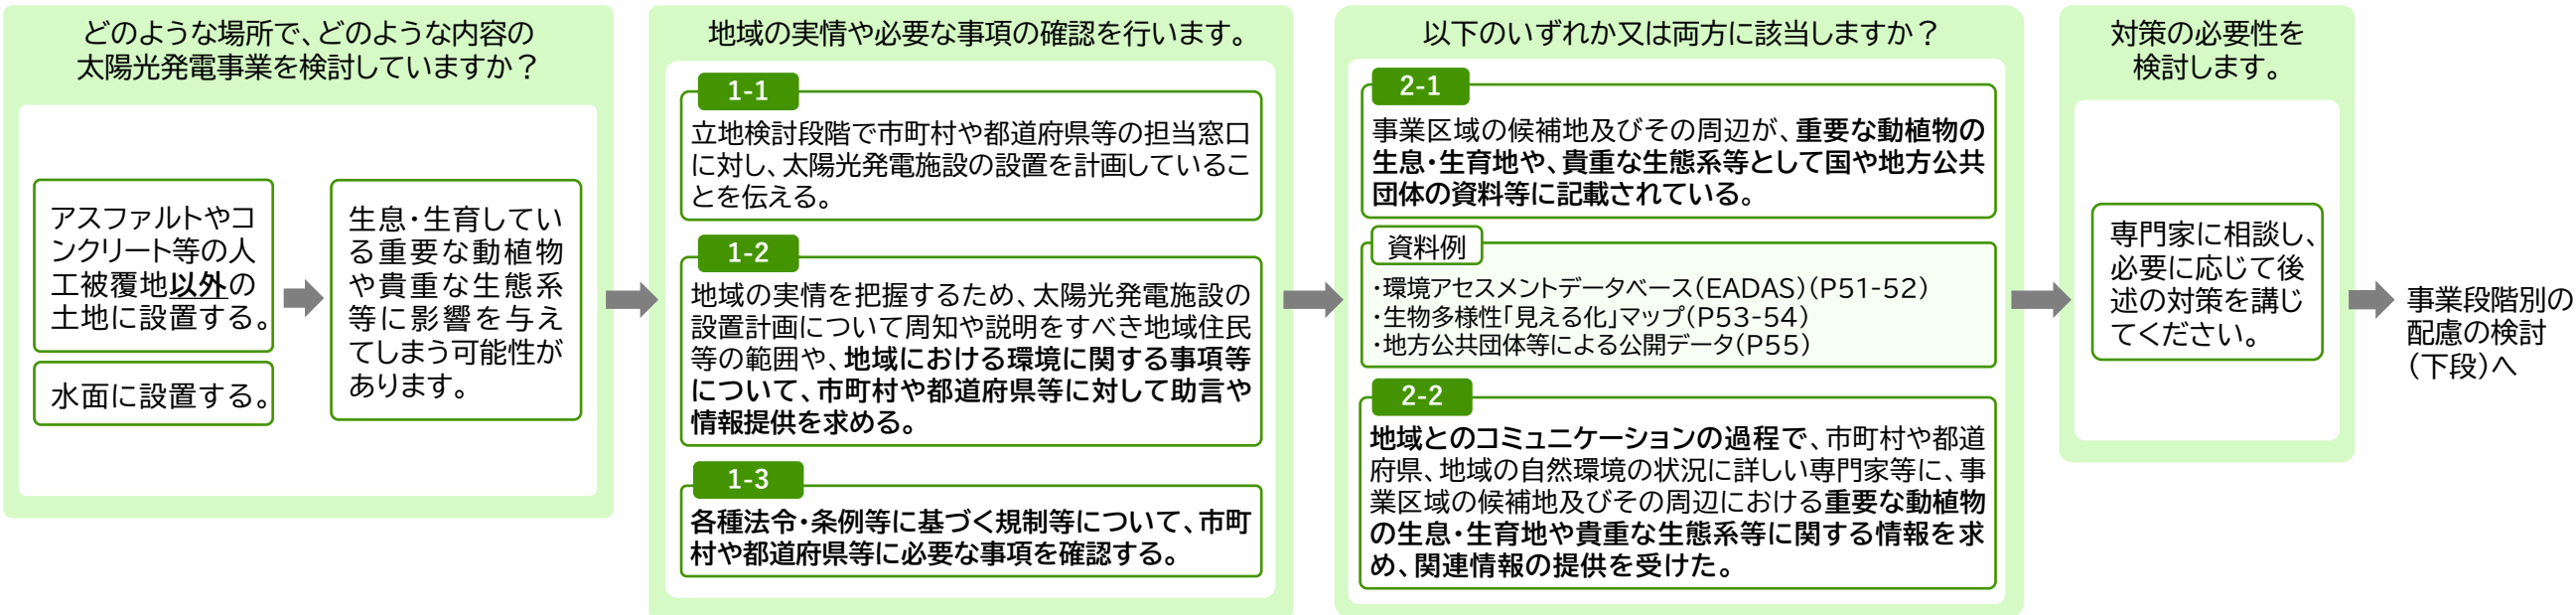 どのような場所で、どのような内容の
太陽光発電事業を検討していますか？
アスファルトやコ
ンクリート等の人
工被覆地以外の
土地に設置する。
水面に設置する。
生息・生育してい
る重要な動植物
や貴重な生態系
等に影響を与え
てしまう可能性が
あります。
地域の実情や必要な事項の確認を行います。
1-1
立地検討段階で市町村や都道府県等の担当窓口
に対し、太陽光発電施設の設置を計画しているこ
とを伝える。
1-2
地域の実情を把握するため、太陽光発電施設の
設置計画について周知や説明をすべき地域住民
等の範囲や、地域における環境に関する事項等
について、市町村や都道府県等に対して助言や
情報提供を求める。
1-3
各種法令・条例等に基づく規制等について、市町
村や都道府県等に必要な事項を確認する。
以下のいずれか又は両方に該当しますか？
2-1
事業区域の候補地及びその周辺が、重要な動植物の
生息・生育地や、貴重な生態系等として国や地方公共
団体の資料等に記載されている。
資料例
・環境アセスメントデータベース（EADAS）（P51-52）
・生物多様性「見える化」マップ（P53-54）
・地方公共団体等による公開データ（P55）
2-2
地域とのコミュニケーションの過程で、市町村や都道
府県、地域の自然環境の状況に詳しい専門家等に、事
業区域の候補地及びその周辺における重要な動植物
の生息・生育地や貴重な生態系等に関する情報を求
め、関連情報の提供を受けた。
対策の必要性を
検討します。
専門家に相談し、
必要に応じて後
述の対策を講じ
てください。
事業段階別の
配慮の検討
（下段）へ